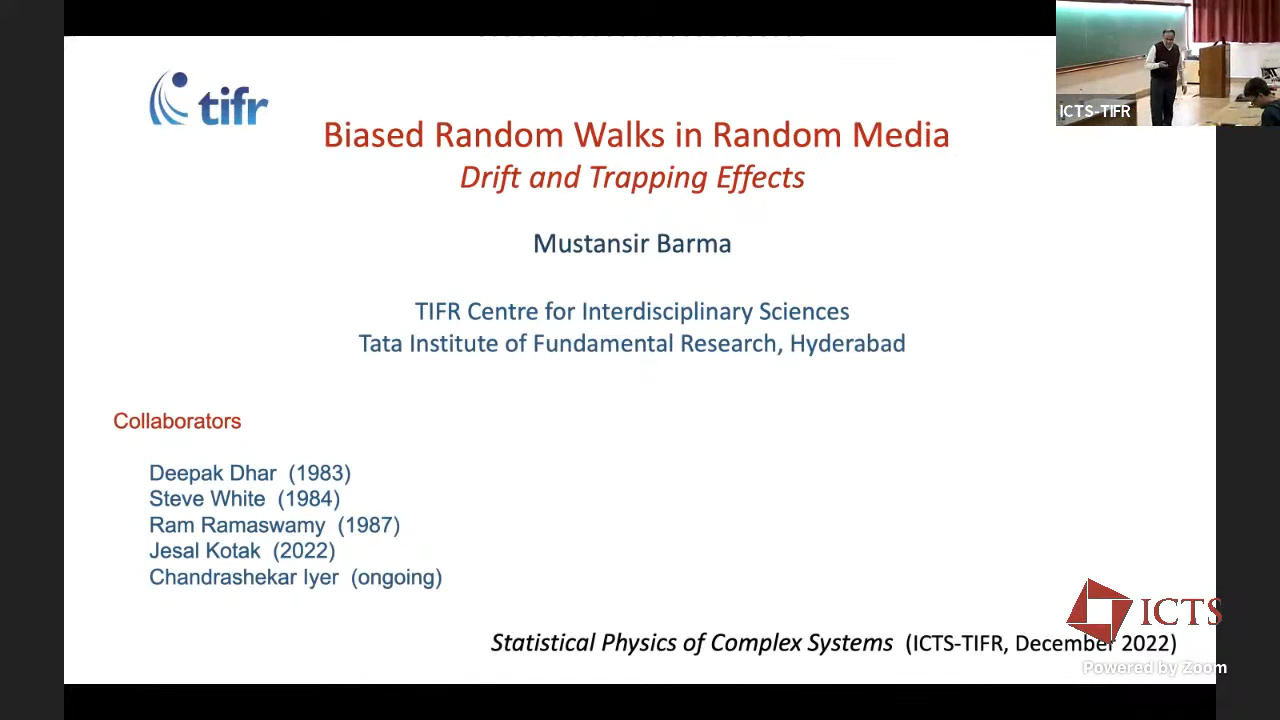 tifr
ICTS-TIFR
Biased Random Walks in Random Media
Drift and Trapping Effects
Mustansir Barma
TIFR Centre for Interdisciplinary Sciences
Tata Institute of Fundamental Research, Hyderabad
Collaborators
Deepak Dhar (1983)
Steve White (1984)
Ram Ramaswamy (1987)
Jesal Kotak (2022)
Chandrashekar Iyer (ongoing)
ICTS
Statistical Physics of Complex Systems (ICTS-TIFR, December 2022)
Powered by Zoom